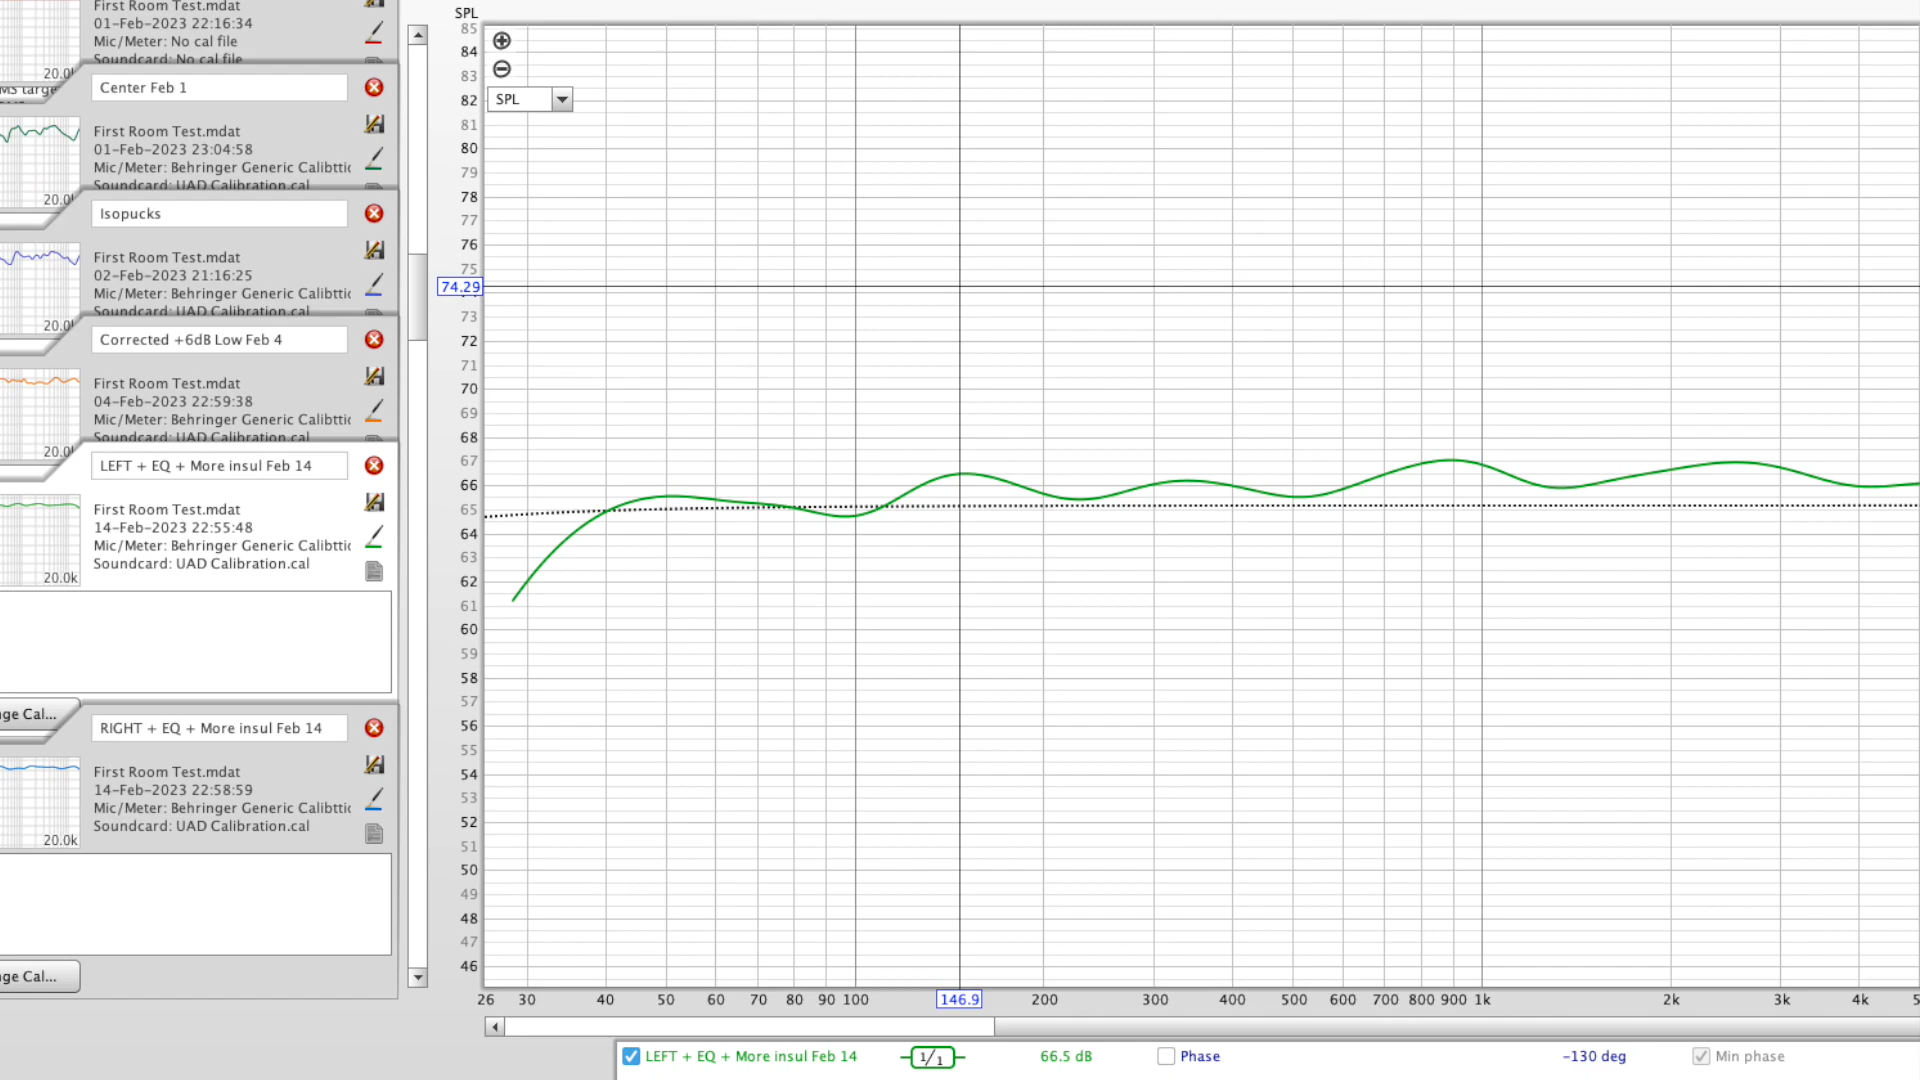 First Room Test.mdat
01-Feb-2023 22:16:34
Mic/Meter: No cal file
Soundcard: No cal file
20.0
MS targe
Center Feb 1
First Room Test.mdat
01-Feb-2023 23:04:58
Mic/Meter: Behringer Generic Calibttic
Soundcard: UAD Calibration.cal
20.0
Isopucks
First Room Test.mdat
02-Feb-2023 21:16:25
Mic/Meter: Behringer Generic Calibttic
Soundcard: UAD Calibration.cal
20.0
Corrected +6dB Low Feb 4
First Room Test.mdat
04-Feb-2023 22:59:38
Mic/Meter: Behringer Generic Calibttic
Soundcard: UAD Calibration.cal
20.0
LEFT + EQ + More insul Feb 14
First Room Test.mdat
14-Feb-2023 22:55:48
Mic/Meter: Behringer Generic Calibttic
Soundcard: UAD Calibration.cal
20.0k
ge Cal...
RIGHT + EQ + More insul Feb 14
First Room Test.mdat
14-Feb-2023 22:58:59
Mic/Meter: Behringer Generic Calibttic
Soundcard: UAD Calibration.cal
20.0k
ge Cal...
SPL
85
84
83
82
81
80
79
78
77
76
75
74.29
73
72
71
70
69
68
67
66
65
64
63
62
61
60
59
58
57
56
55
54
53
52
51
50
49
48
47
46
SPL
26 30 40 50 60 70 80 90 100 146.9 200 300 400 500 600 700 800 900 1k 2k 3k 4k 5
LEFT + EQ + More insul Feb 14 1/1 66.5 dB Phase -130 deg Min phase